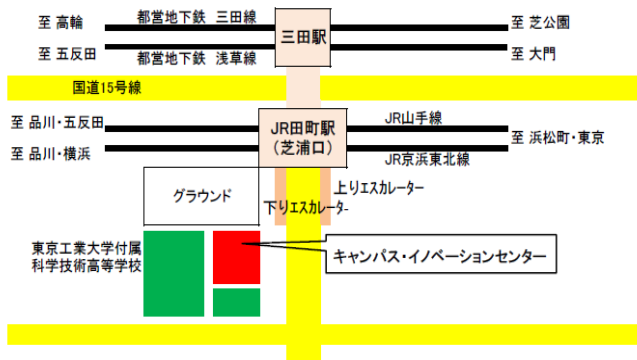 至 高輪
都営地下鉄 三田線
三田駅
至 芝公園
至 五反田
都営地下鉄 浅草線
至 大門
国道15号線
至 品川・五反田
JR田町駅
（芝浦口）
JR山手線
至 浜松町・東京
至 品川・横浜
JR京浜東北線
グラウンド
上りエスカレーター
下りエスカレーター
東京工業大学付属
科学技術高等学校
キャンパス・イノベーションセンター